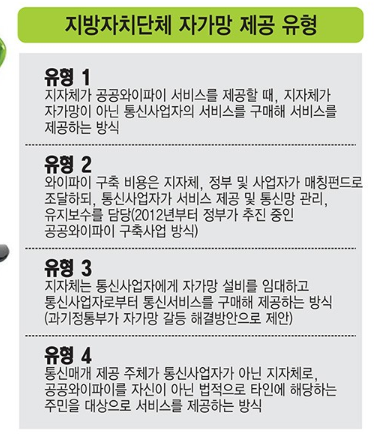 지방자치단체 자가망 제공 유형
유형 1
지자체가 공공와이파이 서비스를 제공할 때, 지자체가
자가망이 아닌 통신사업자의 서비스를 구매해 서비스를
제공하는 방식
유형 2
와이파이 구축 비용은 지자체, 정부 및 사업자가 매칭펀드로
조달하되, 통신사업자가 서비스 제공 및 통신망 관리,
유지보수를 담당(2012년부터 정부가 추진 중인
공공와이파이 구축사업 방식)
유형 3
지자체는 통신사업자에게 자가망 설비를 임대하고
통신사업자로부터 통신서비스를 구매해 제공하는 방식
(과기정통부가 자가망 갈등 해결방안으로 제안)
유형 4
통신매개 제공 주체가 통신사업자가 아닌 지자체로,
공공와이파이를 자신이 아닌 법적으로 타인에 해당하는
주민을 대상으로 서비스를 제공하는 방식